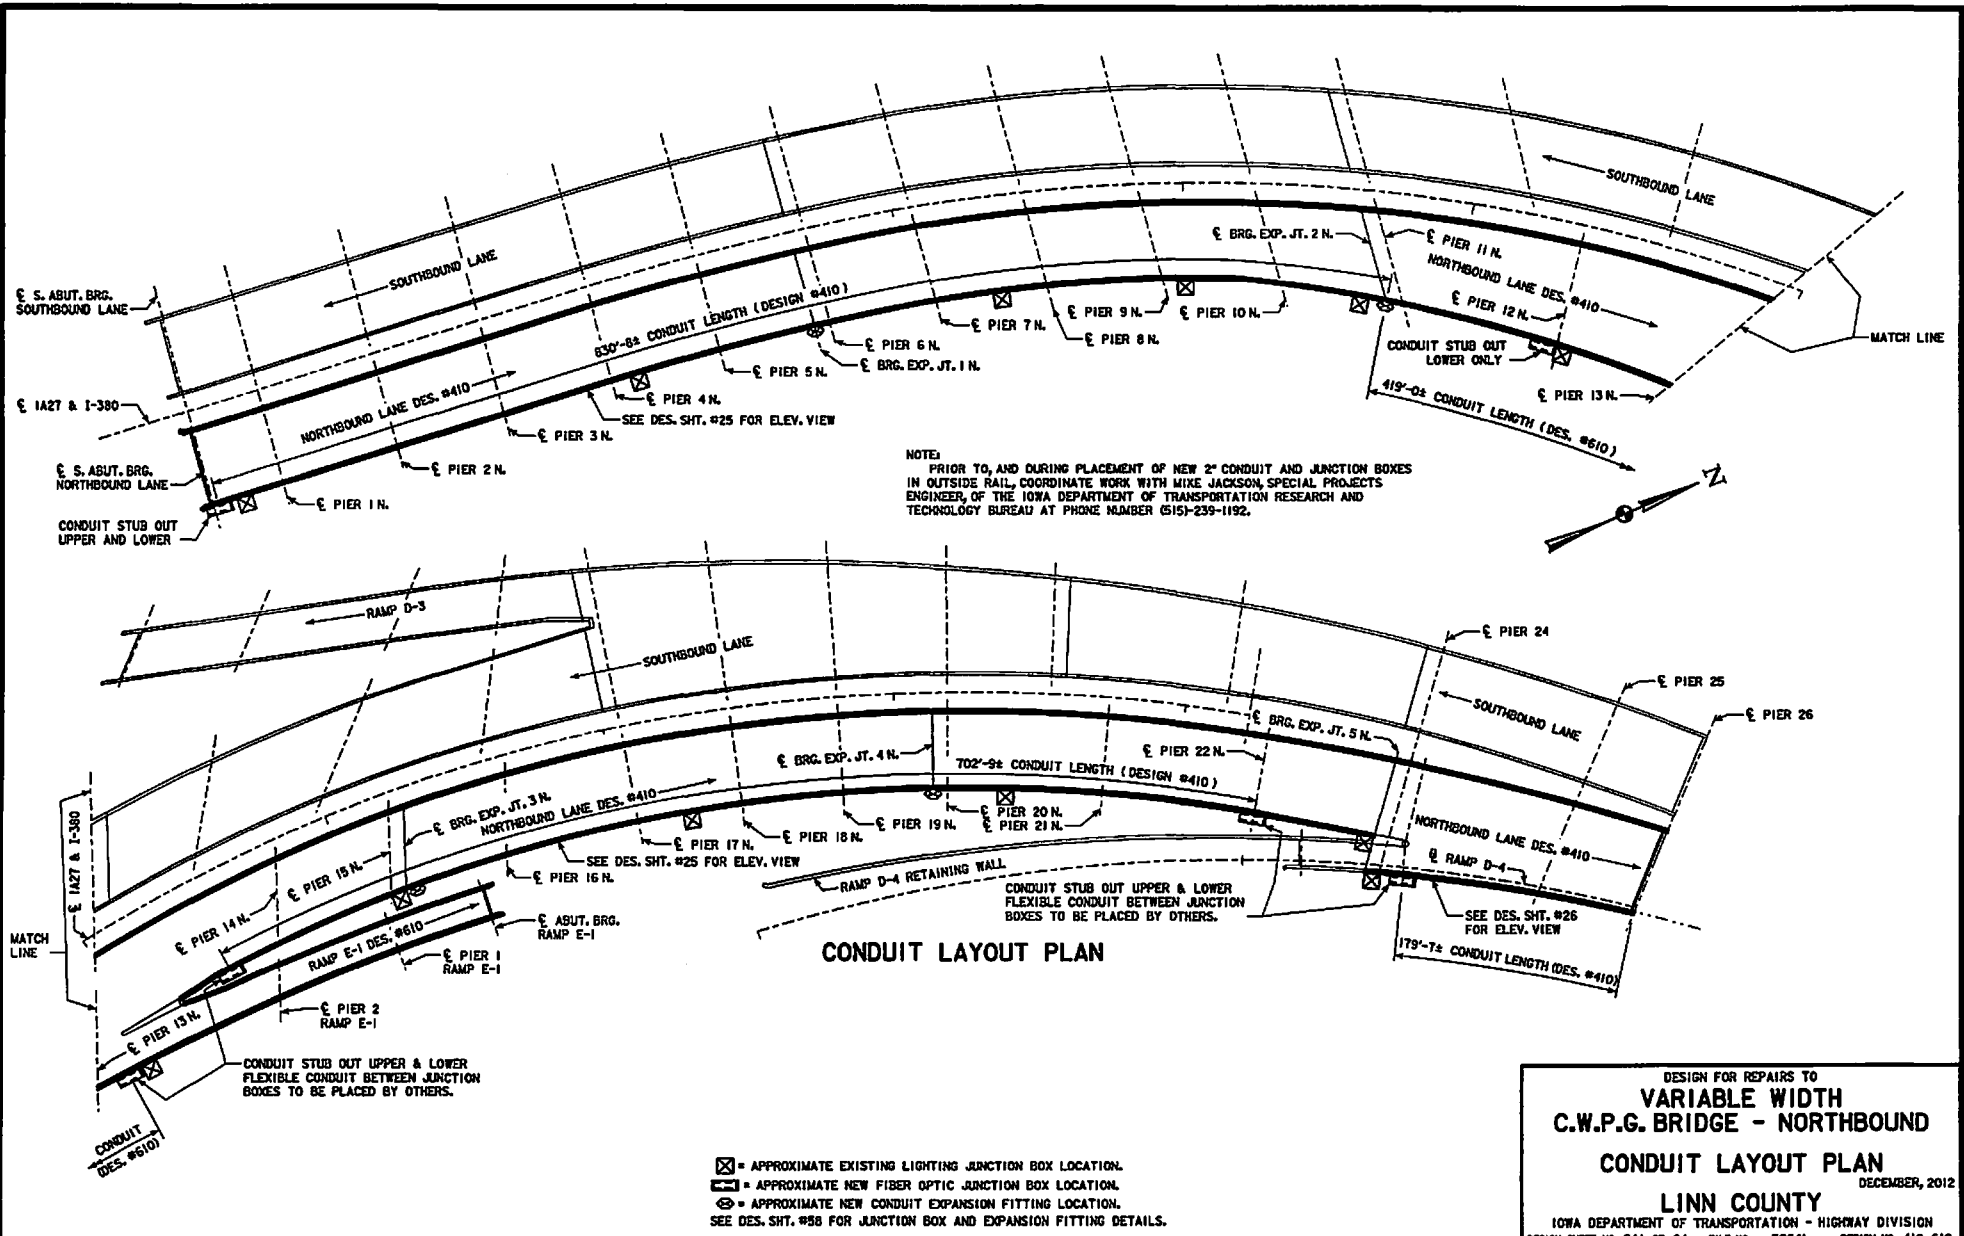 ℄ S. ABUT. BRG.
SOUTHBOUND LANE
℄ IA27 & I-380
℄ S. ABUT. BRG.
NORTHBOUND LANE
CONDUIT STUB OUT
UPPER AND LOWER
SOUTHBOUND LANE
NORTHBOUND LANE DES. #410
830'-8± CONDUIT LENGTH (DESIGN #410)
℄ PIER 1 N.
℄ PIER 2 N.
℄ PIER 3 N.
SEE DES. SHT. #25 FOR ELEV. VIEW
℄ PIER 4 N.
℄ PIER 5 N.
℄ BRG. EXP. JT. 1 N.
℄ PIER 6 N.
℄ PIER 7 N.
℄ PIER 8 N.
℄ PIER 9 N.
℄ PIER 10 N.
℄ BRG. EXP. JT. 2 N.
℄ PIER 11 N.
NORTHBOUND LANE DES. #410
℄ PIER 12 N.
CONDUIT STUB OUT
LOWER ONLY
℄ PIER 13 N.
419'-0± CONDUIT LENGTH (DES. #610)
SOUTHBOUND LANE
MATCH LINE
N
NOTE:
PRIOR TO, AND DURING PLACEMENT OF NEW 2" CONDUIT AND JUNCTION BOXES
IN OUTSIDE RAIL, COORDINATE WORK WITH MIKE JACKSON, SPECIAL PROJECTS
ENGINEER, OF THE IOWA DEPARTMENT OF TRANSPORTATION RESEARCH AND
TECHNOLOGY BUREAU AT PHONE NUMBER (515)-239-1192.
RAMP D-3
SOUTHBOUND LANE
℄ PIER 24
℄ PIER 25
℄ PIER 26
SOUTHBOUND LANE
℄ BRG. EXP. JT. 5 N.
℄ PIER 22 N.
℄ BRG. EXP. JT. 4 N.
702'-9± CONDUIT LENGTH (DESIGN #410)
℄ BRG. EXP. JT. 3 N.
NORTHBOUND LANE DES. #410
℄ PIER 20 N.
℄ PIER 21 N.
℄ PIER 19 N.
℄ PIER 18 N.
℄ PIER 17 N.
SEE DES. SHT. #25 FOR ELEV. VIEW
℄ PIER 16 N.
℄ PIER 15 N.
℄ PIER 14 N.
℄ IA27 & I-380
MATCH
LINE
RAMP D-4 RETAINING WALL
CONDUIT STUB OUT UPPER & LOWER
FLEXIBLE CONDUIT BETWEEN JUNCTION
BOXES TO BE PLACED BY OTHERS.
NORTHBOUND LANE DES. #410
℄ RAMP D-4
SEE DES. SHT. #26
FOR ELEV. VIEW
179'-7± CONDUIT LENGTH (DES. #410)
℄ ABUT. BRG.
RAMP E-1
RAMP E-1 DES. #610
℄ PIER 1
RAMP E-1
℄ PIER 2
RAMP E-1
℄ PIER 13 N.
CONDUIT STUB OUT UPPER & LOWER
FLEXIBLE CONDUIT BETWEEN JUNCTION
BOXES TO BE PLACED BY OTHERS.
CONDUIT
(DES. #610)
CONDUIT LAYOUT PLAN
= APPROXIMATE EXISTING LIGHTING JUNCTION BOX LOCATION.
= APPROXIMATE NEW FIBER OPTIC JUNCTION BOX LOCATION.
= APPROXIMATE NEW CONDUIT EXPANSION FITTING LOCATION.
SEE DES. SHT. #58 FOR JUNCTION BOX AND EXPANSION FITTING DETAILS.
DESIGN FOR REPAIRS TO
VARIABLE WIDTH
C.W.P.G. BRIDGE - NORTHBOUND
CONDUIT LAYOUT PLAN
DECEMBER, 2012
LINN COUNTY
IOWA DEPARTMENT OF TRANSPORTATION - HIGHWAY DIVISION